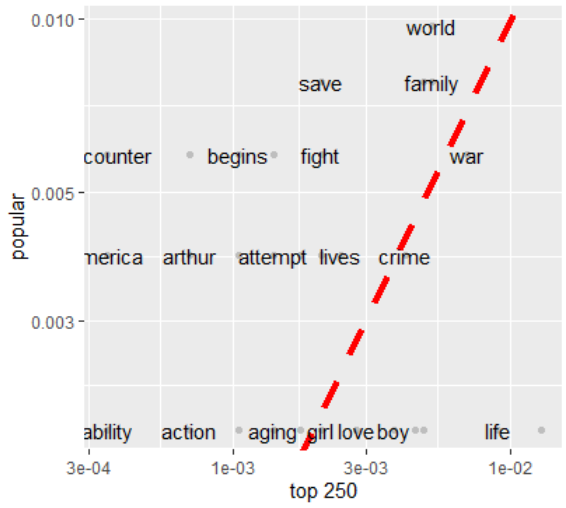 0.010
world
save family
counter begins fight war
0.005
popular
merica arthur attempt lives crime
0.003
ability action aging girl love boy life
3e-04 1e-03 3e-03 1e-02
top 250